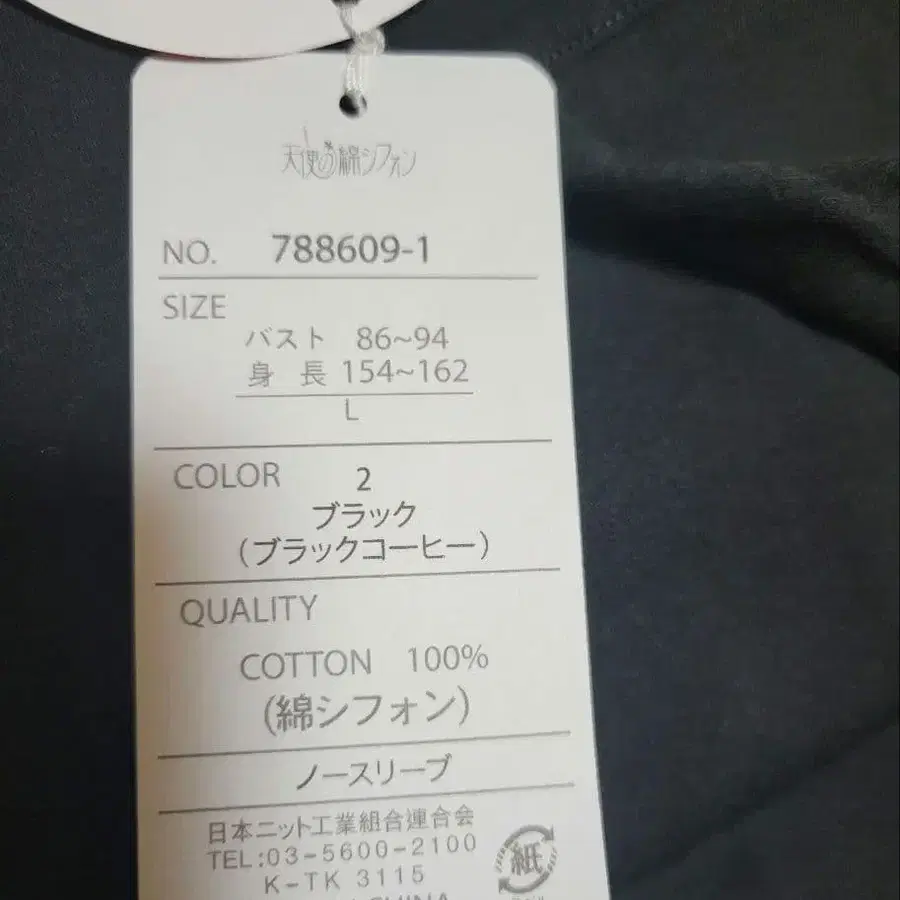 天使の綿シフォン
NO. 788609-1
SIZE
バスト 86~94
身 長 154~162
L
COLOR 2
ブラック
(ブラックコーヒー)
QUALITY
COTTON 100%
(綿シフォン)
ノースリーブ
日本ニット工業組合連合会
TEL:03-5600-2100
K-TK 3115
CHINA
紙